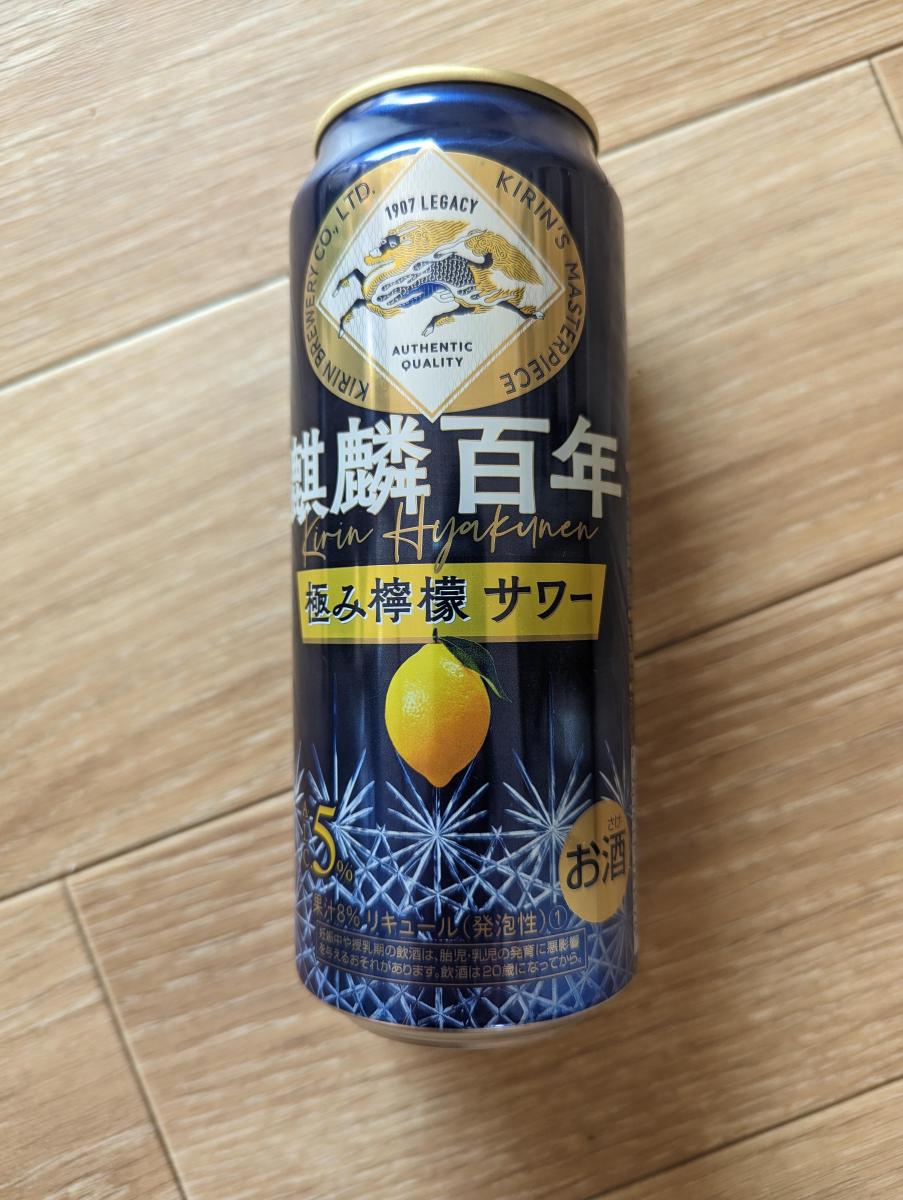 1907 LEGACY
KIRIN BREWERY CO., LTD.
KIRIN'S MASTERPIECE
AUTHENTIC
QUALITY
麒麟百年
Kirin Hyakunen
極み檸檬 サワー
ALC
5%
さけ
お酒
果汁8% リキュール(発泡性)①
妊娠中や授乳期の飲酒は、胎児・乳児の発育に悪影響
を与えるおそれがあります。飲酒は20歳になってから。